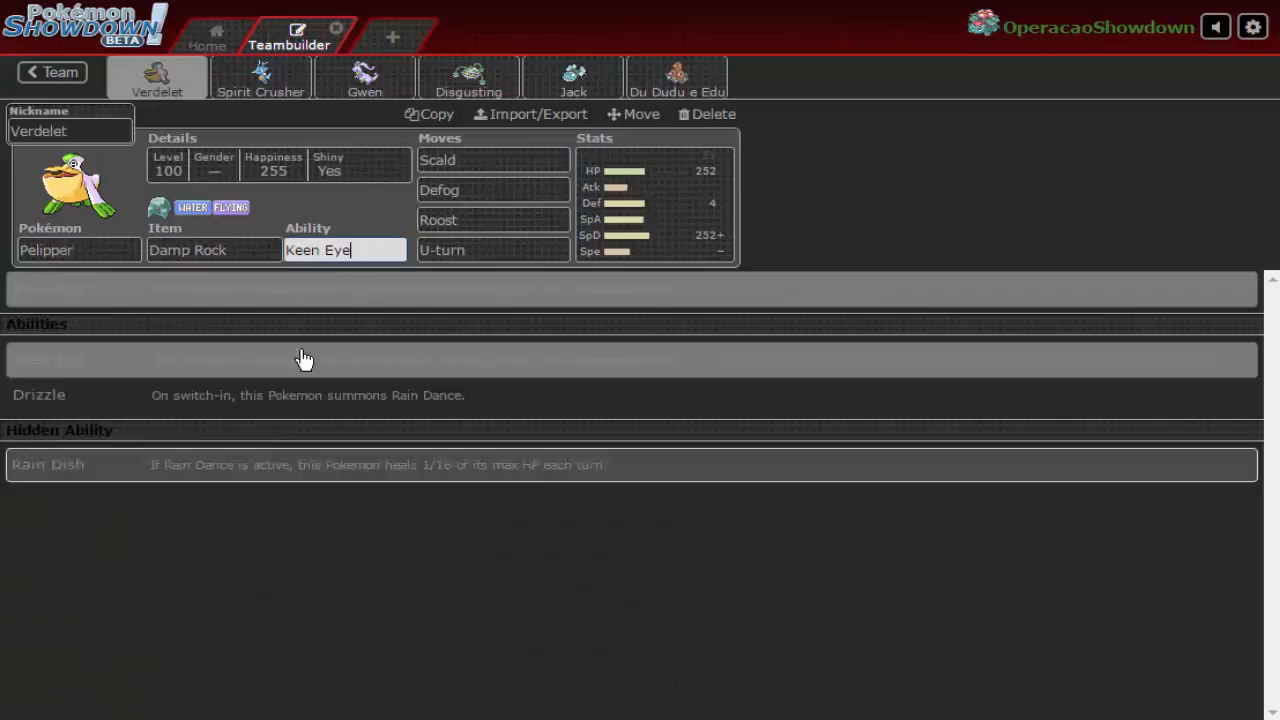 Pokémon
SHOWDOWN!
BETA
Home
Teambuilder
OperacaoShowdown
Team
Verdelet
Spirit Crusher
Gwen
Disgusting
Jack
Du Dudu e Edu
Copy
Import/Export
Move
Delete
Nickname
Verdelet
Details
Level
100
Gender
—
Happiness
255
Shiny
Yes
WATER FLYING
Pokémon
Pelipper
Item
Damp Rock
Ability
Keen Eye
Moves
Scald
Defog
Roost
U-turn
Stats
EV
HP 252
Atk
Def 4
SpA
SpD 252+
Spe –
Abilities
Drizzle On switch-in, this Pokemon summons Rain Dance.
Hidden Ability
Rain Dish If Rain Dance is active, this Pokemon heals 1/16 of its max HP each turn.